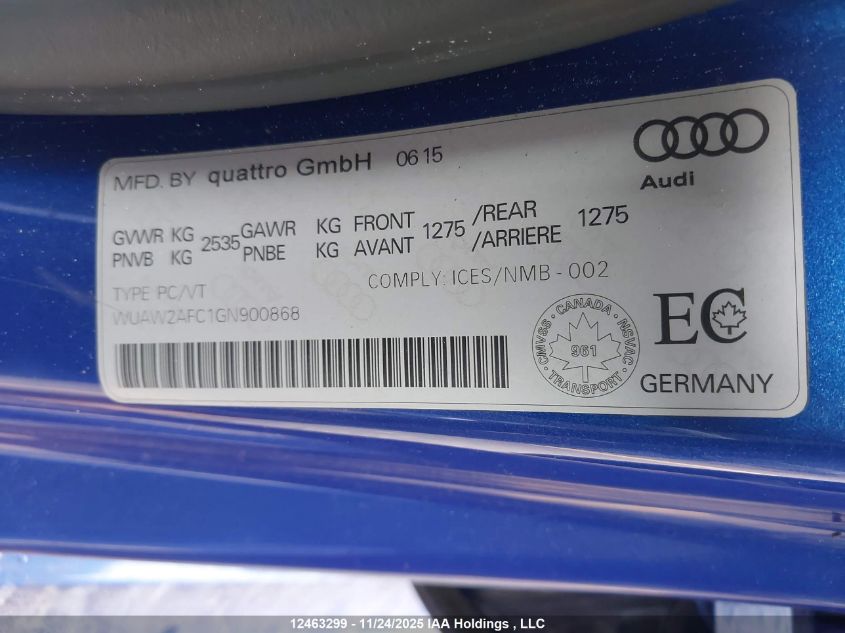 MFD. BY quattro GmbH 06 15
Audi
GVWR KG 2535 GAWR KG FRONT 1275 /REAR 1275
PNVB KG PNBE KG AVANT /ARRIERE
COMPLY: ICES/NMB - 002
TYPE PC/VT
WUAW2AFC1GN900868
CANADA
CMVSS NSVAC
961
TRANSPORT
EC
GERMANY
12463299 - 11/24/2025 IAA Holdings , LLC